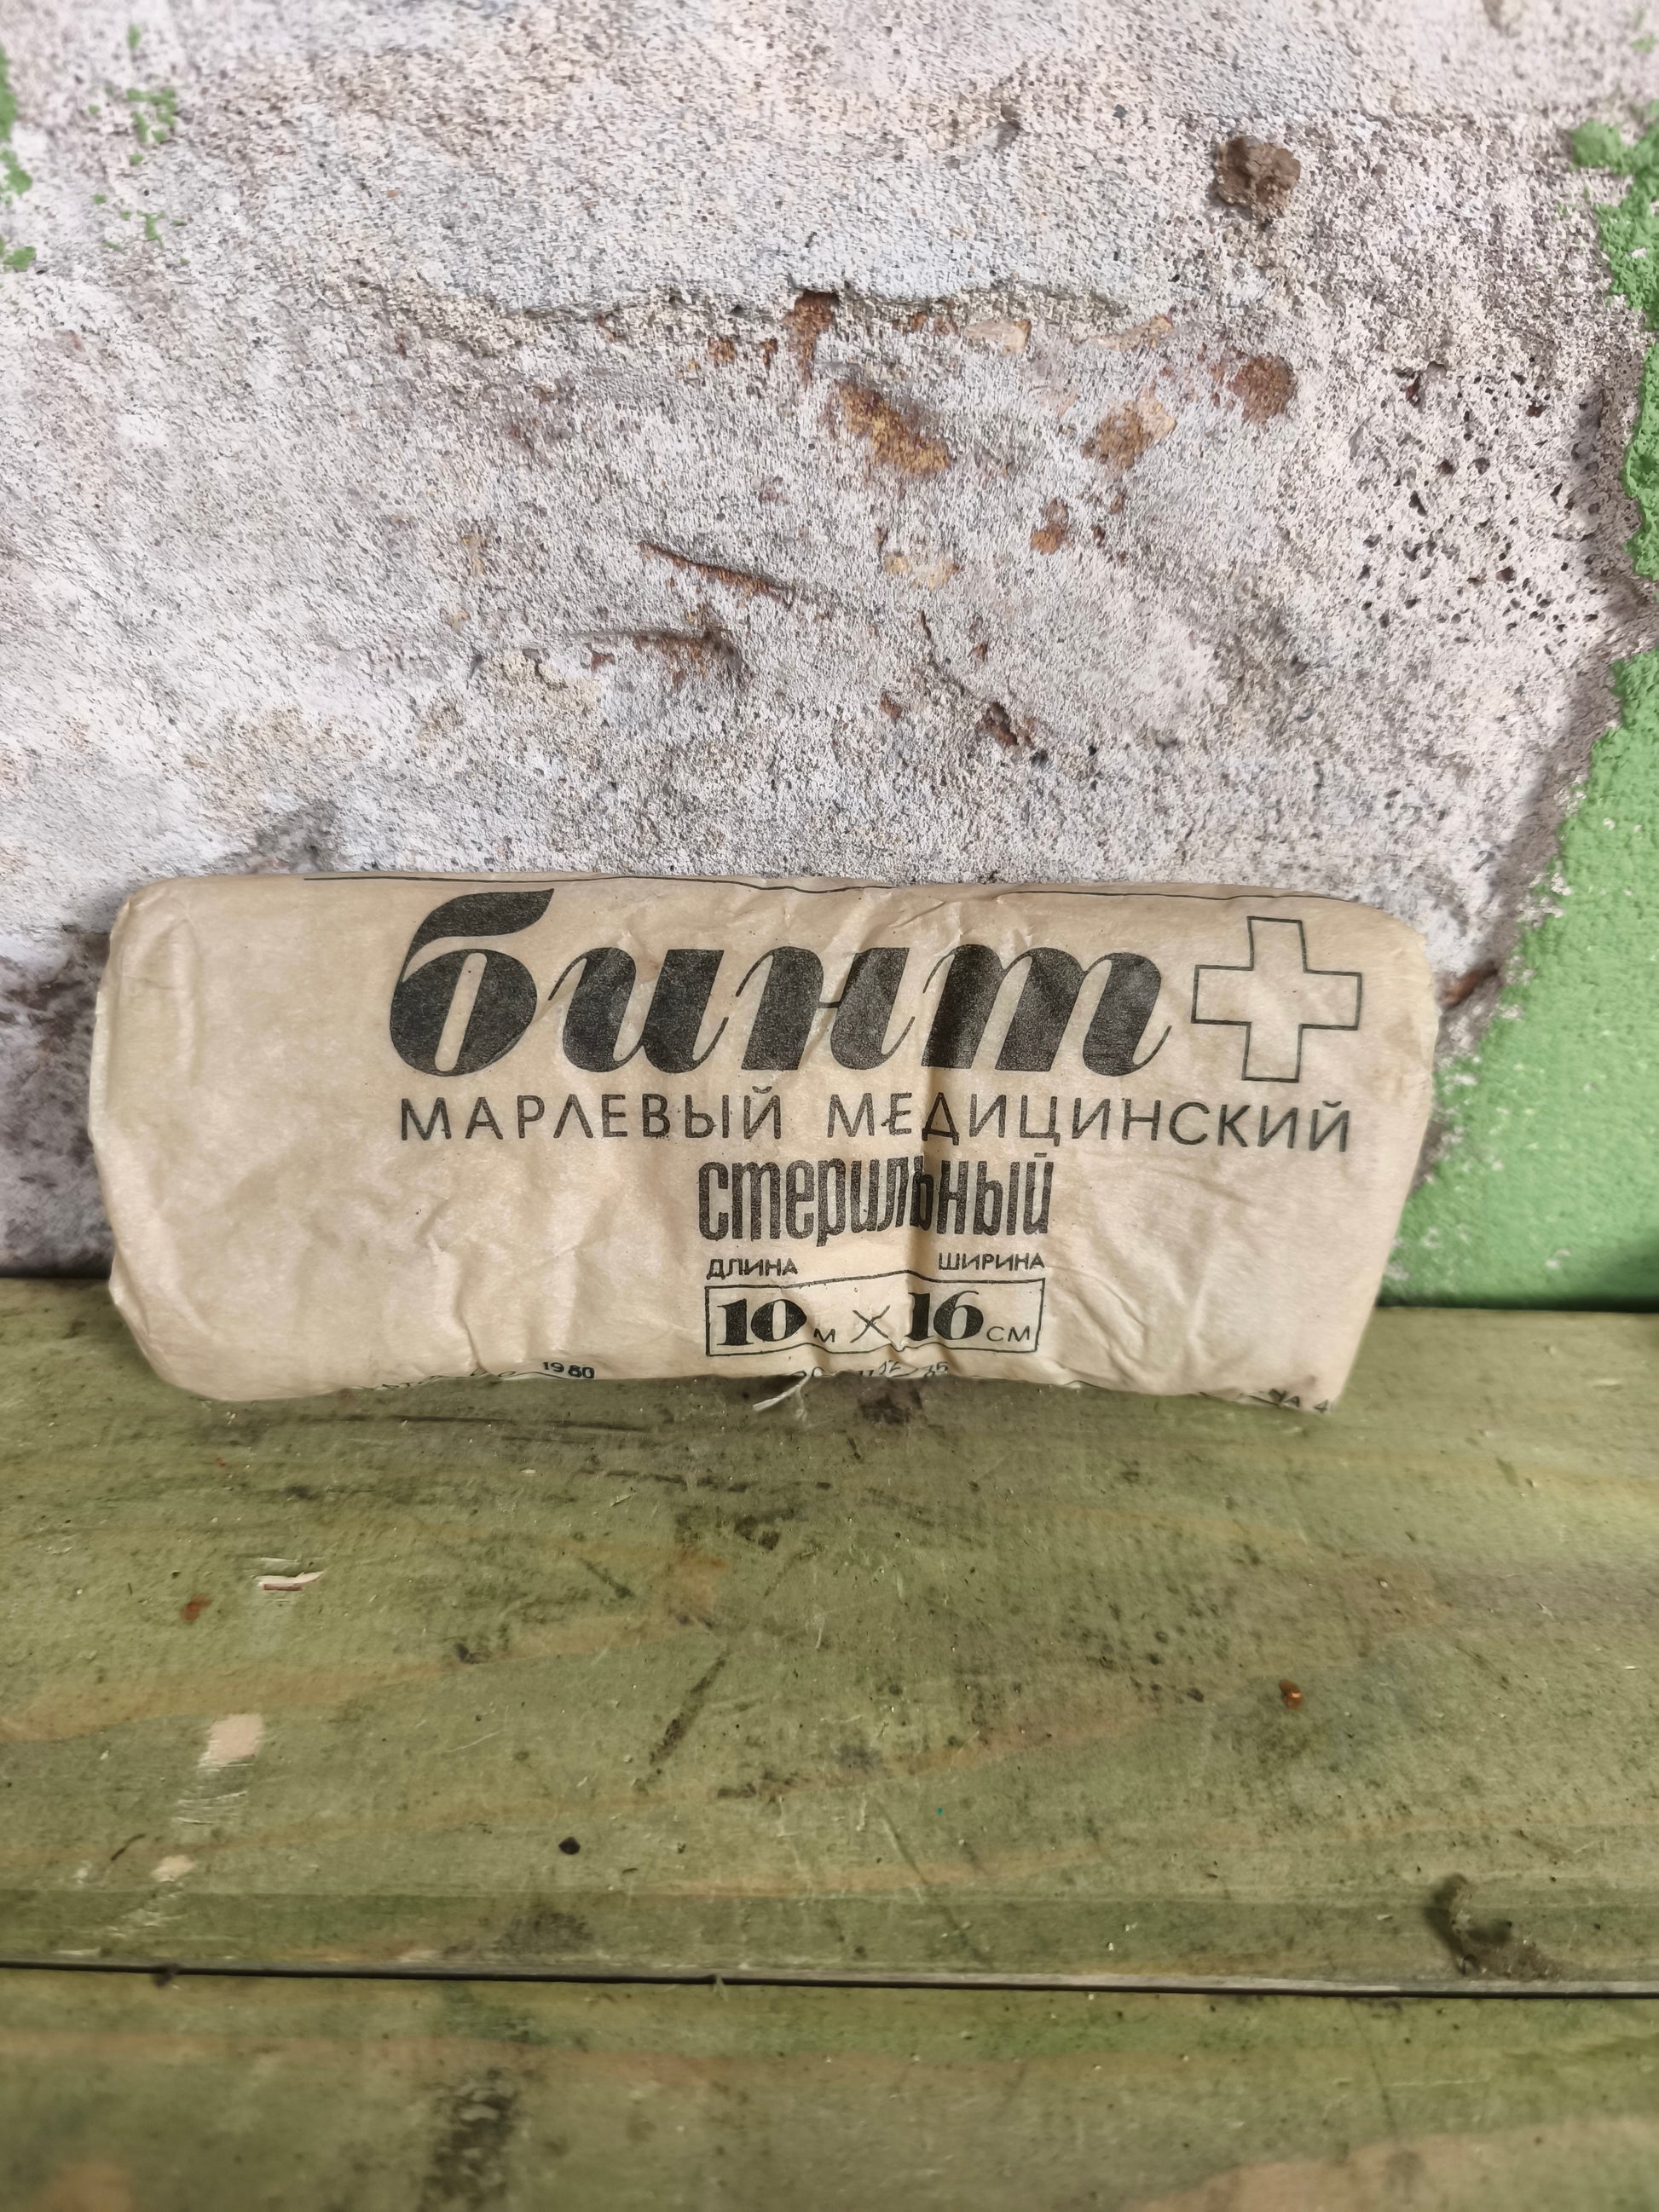 бинт
МАРЛЕВЫЙ МЕДИЦИНСКИЙ
стерильный
ДЛИНА ШИРИНА
10 м X 16 см
1980